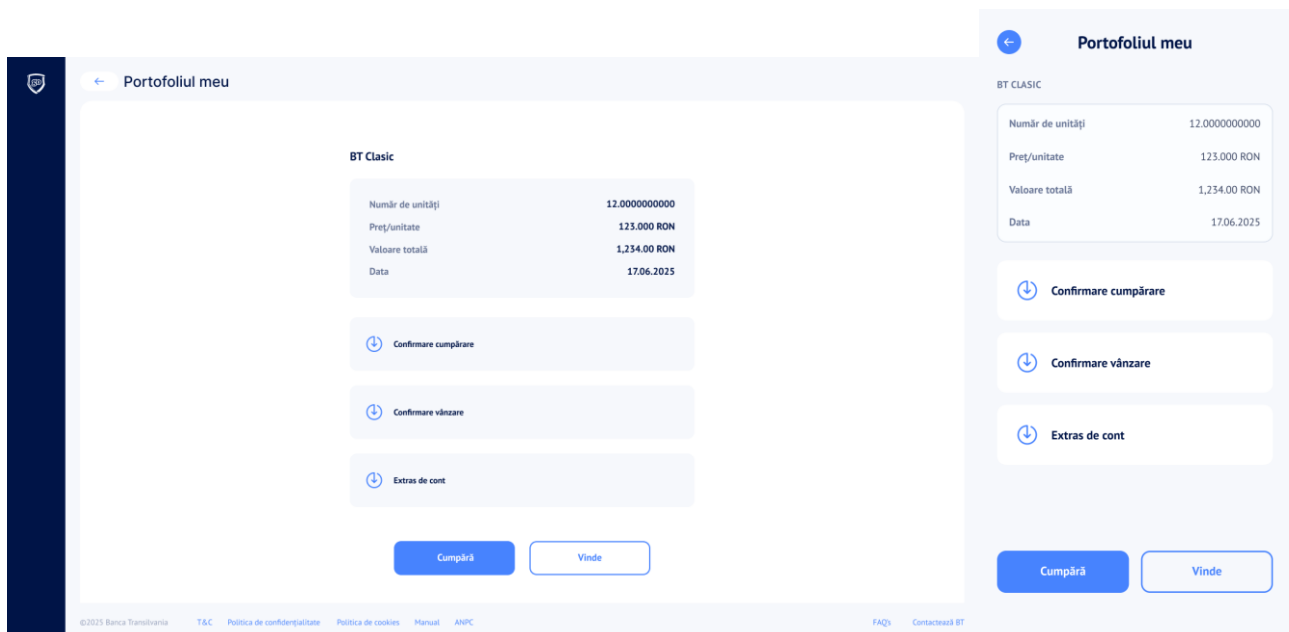 Portofoliul meu
BT Clasic
Număr de unități 12.0000000000
Preț/unitate 123.000 RON
Valoare totală 1,234.00 RON
Data 17.06.2025
Confirmare cumpărare
Confirmare vânzare
Extras de cont
Cumpără Vinde
©2025 Banca Transilvania T&C Politica de confidențialitate Politica de cookies Manual ANPC FAQ's Contactează BT
Portofoliul meu
BT CLASIC
Număr de unități 12.0000000000
Preț/unitate 123.000 RON
Valoare totală 1,234.00 RON
Data 17.06.2025
Confirmare cumpărare
Confirmare vânzare
Extras de cont
Cumpără Vinde